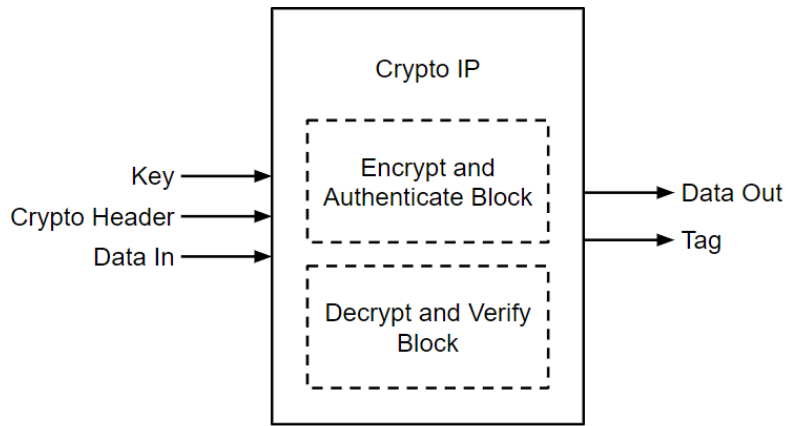 Crypto IP
Key
Crypto Header
Data In
Encrypt and
Authenticate Block
Decrypt and Verify
Block
Data Out
Tag